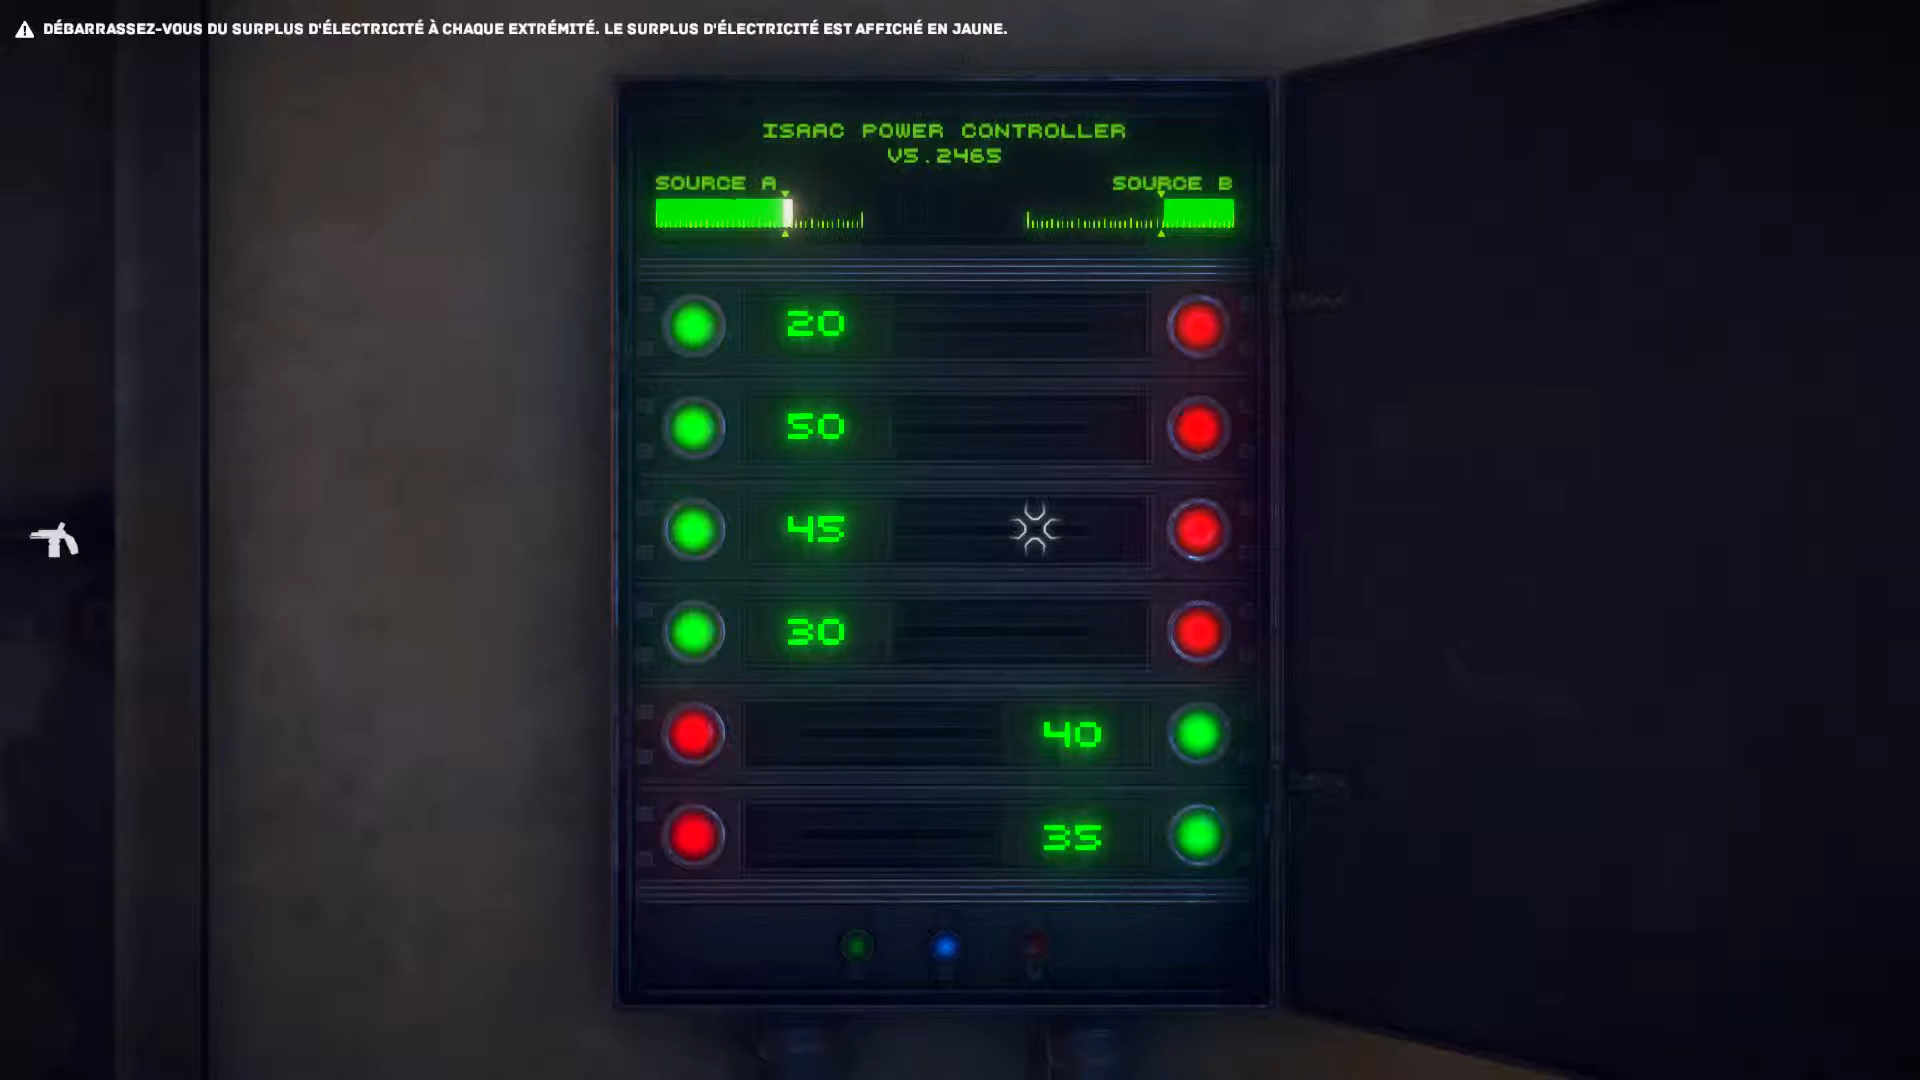 DÉBARRASSEZ-VOUS DU SURPLUS D'ÉLECTRICITÉ À CHAQUE EXTRÉMITÉ. LE SURPLUS D'ÉLECTRICITÉ EST AFFICHÉ EN JAUNE.
ISAAC POWER CONTROLLER
V5.2465
SOURCE A SOURCE B
20
50
45
30
40
35